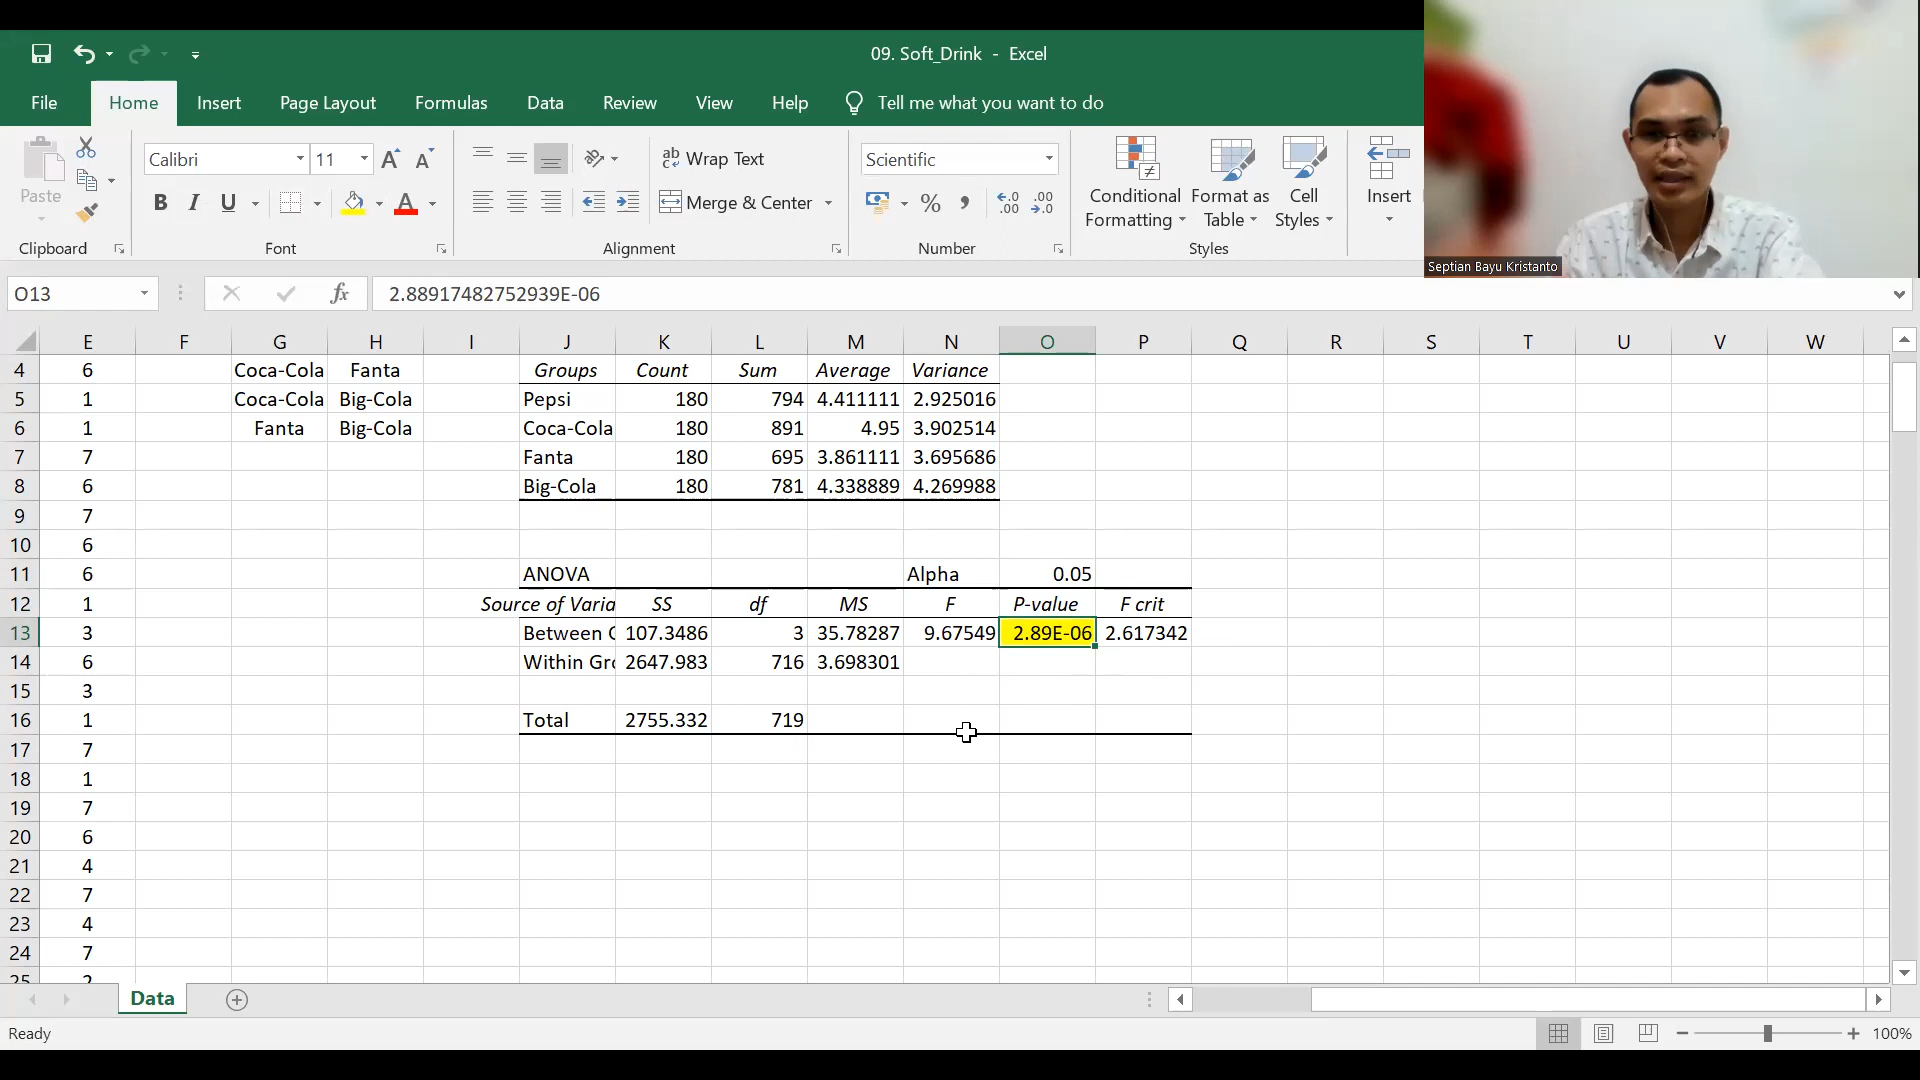 09. Soft_Drink - Excel
File Home Insert Page Layout Formulas Data Review View Help Tell me what you want to do
Paste
Calibri 11 A A
ab c Wrap Text
Scientific
B I U A
Merge & Center
% , .0 .00 .00 .0
Conditional Formatting
Format as Table
Cell Styles
Insert
Clipboard Font Alignment Number Styles
Septian Bayu Kristanto
O13 fx 2.88917482752939E-06
E F G H I J K L M N O P Q R S T U V W
4 6 Coca-Cola Fanta Groups Count Sum Average Variance
5 1 Coca-Cola Big-Cola Pepsi 180 794 4.411111 2.925016
6 1 Fanta Big-Cola Coca-Cola 180 891 4.95 3.902514
7 7 Fanta 180 695 3.861111 3.695686
8 6 Big-Cola 180 781 4.338889 4.269988
9 7
10 6
11 6 ANOVA Alpha 0.05
12 1 Source of Varia SS df MS F P-value F crit
13 3 Between G 107.3486 3 35.78287 9.67549 2.89E-06 2.617342
14 6 Within Gro 2647.983 716 3.698301
15 3
16 1 Total 2755.332 719
17 7
18 1
19 7
20 6
21 4
22 7
23 4
24 7
25 2
Data
Ready 100%